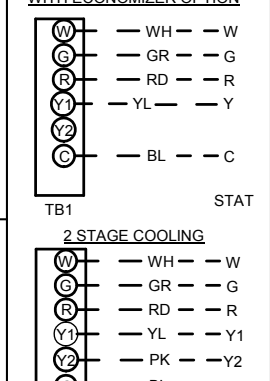 WITH ECONOMIZER OPTION
W WH W
G GR G
R RD R
Y1 YL Y
Y2
C BL C
TB1 STAT
2 STAGE COOLING
W WH W
G GR G
R RD R
Y1 YL Y1
Y2 PK Y2